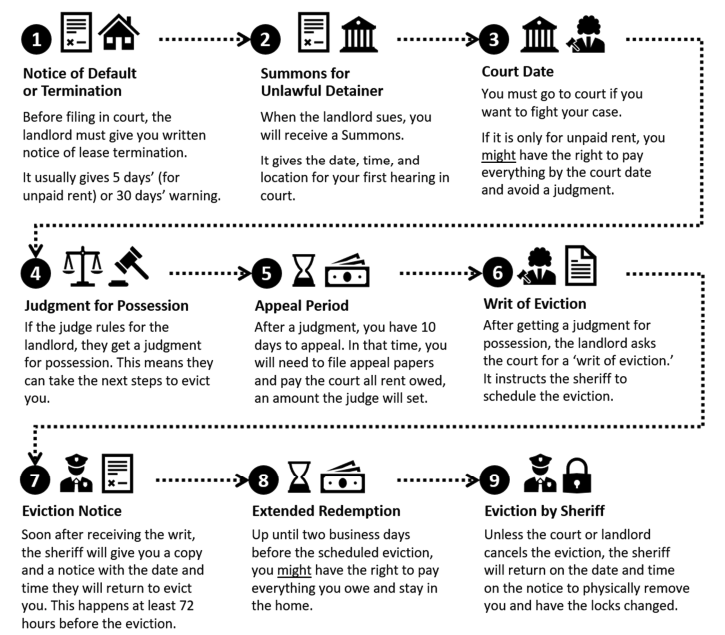 1
Notice of Default
or Termination
Before filing in court, the
landlord must give you written
notice of lease termination.
It usually gives 5 days’ (for
unpaid rent) or 30 days’ warning.
2
Summons for
Unlawful Detainer
When the landlord sues, you
will receive a Summons.
It gives the date, time, and
location for your first hearing in
court.
3
Court Date
You must go to court if you
want to fight your case.
If it is only for unpaid rent, you
might have the right to pay
everything by the court date
and avoid a judgment.
4
Judgment for Possession
If the judge rules for the
landlord, they get a judgment
for possession. This means they
can take the next steps to evict
you.
5
Appeal Period
After a judgment, you have 10
days to appeal. In that time, you
will need to file appeal papers
and pay the court all rent owed,
an amount the judge will set.
6
Writ of Eviction
After getting a judgment for
possession, the landlord asks
the court for a ‘writ of eviction.’
It instructs the sheriff to
schedule the eviction.
7
Eviction Notice
Soon after receiving the writ,
the sheriff will give you a copy
and a notice with the date and
time they will return to evict
you. This happens at least 72
hours before the eviction.
8
Extended Redemption
Up until two business days
before the scheduled eviction,
you might have the right to pay
everything you owe and stay in
the home.
9
Eviction by Sheriff
Unless the court or landlord
cancels the eviction, the sheriff
will return on the date and time
on the notice to physically remove
you and have the locks changed.